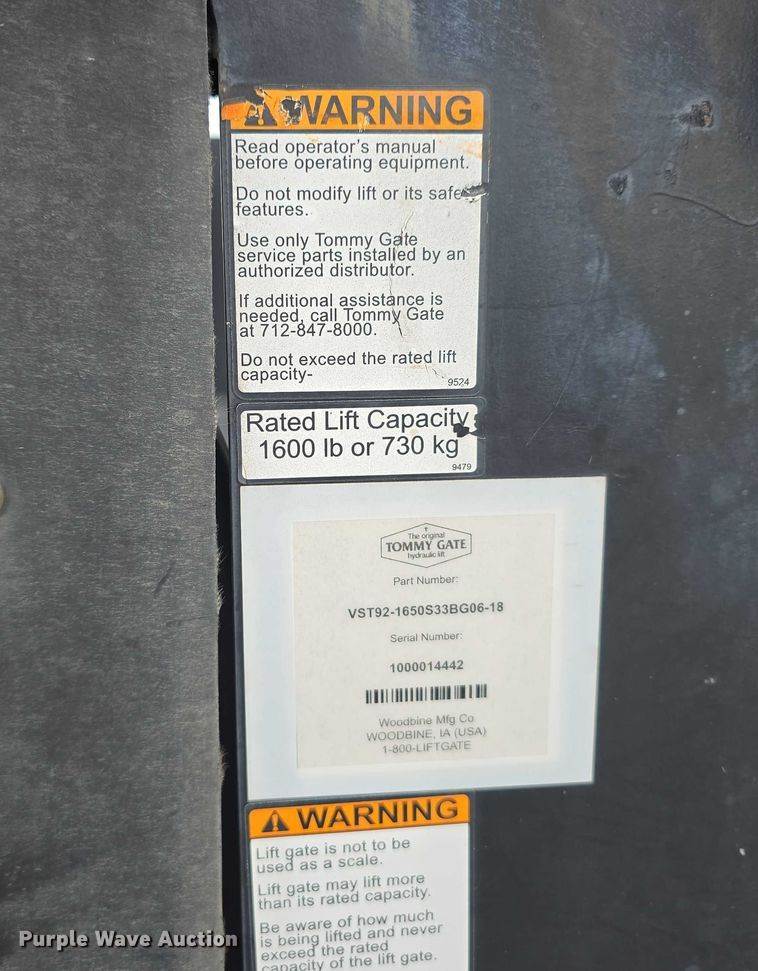 WARNING
Read operator's manual
before operating equipment.
Do not modify lift or its safe
features.
Use only Tommy Gate
service parts installed by an
authorized distributor.
If additional assistance is
needed, call Tommy Gate
at 712-847-8000.
Do not exceed the rated lift
capacity-
9524
Rated Lift Capacity
1600 lb or 730 kg
9479
The original
TOMMY GATE
hydraulic lift
Part Number:
VST92-1650S33BG06-18
Serial Number:
1000014442
Woodbine Mfg Co
WOODBINE, IA (USA)
1-800-LIFTGATE
WARNING
Lift gate is not to be
used as a scale.
Lift gate may lift more
than its rated capacity.
Be aware of how much
is being lifted and never
exceed the rated
capacity of the lift gate.
Purple Wave Auction